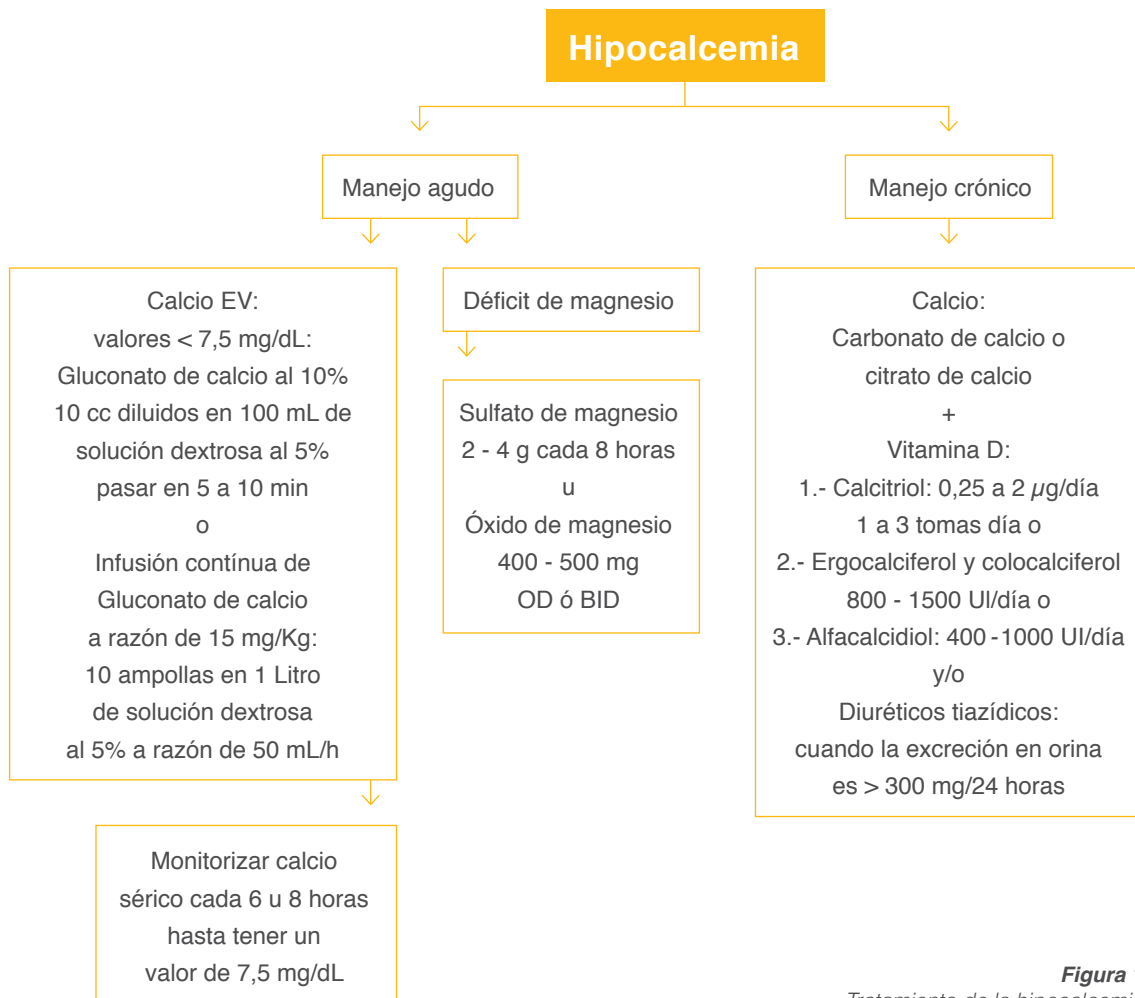 Hipocalcemia
Manejo agudo
Manejo crónico
Calcio EV:
valores < 7,5 mg/dL:
Gluconato de calcio al 10%
10 cc diluidos en 100 mL de
solución dextrosa al 5%
pasar en 5 a 10 min
o
Infusión contínua de
Gluconato de calcio
a razón de 15 mg/Kg:
10 ampollas en 1 Litro
de solución dextrosa
al 5% a razón de 50 mL/h
Déficit de magnesio
Sulfato de magnesio
2 - 4 g cada 8 horas
u
Óxido de magnesio
400 - 500 mg
OD ó BID
Calcio:
Carbonato de calcio o
citrato de calcio
+
Vitamina D:
1.- Calcitriol: 0,25 a 2 µg/día
1 a 3 tomas día o
2.- Ergocalciferol y colocalciferol
800 - 1500 UI/día o
3.- Alfacalcidiol: 400 -1000 UI/día
y/o
Diuréticos tiazídicos:
cuando la excreción en orina
es > 300 mg/24 horas
Monitorizar calcio
sérico cada 6 u 8 horas
hasta tener un
valor de 7,5 mg/dL
Figura
Tratamiento de la